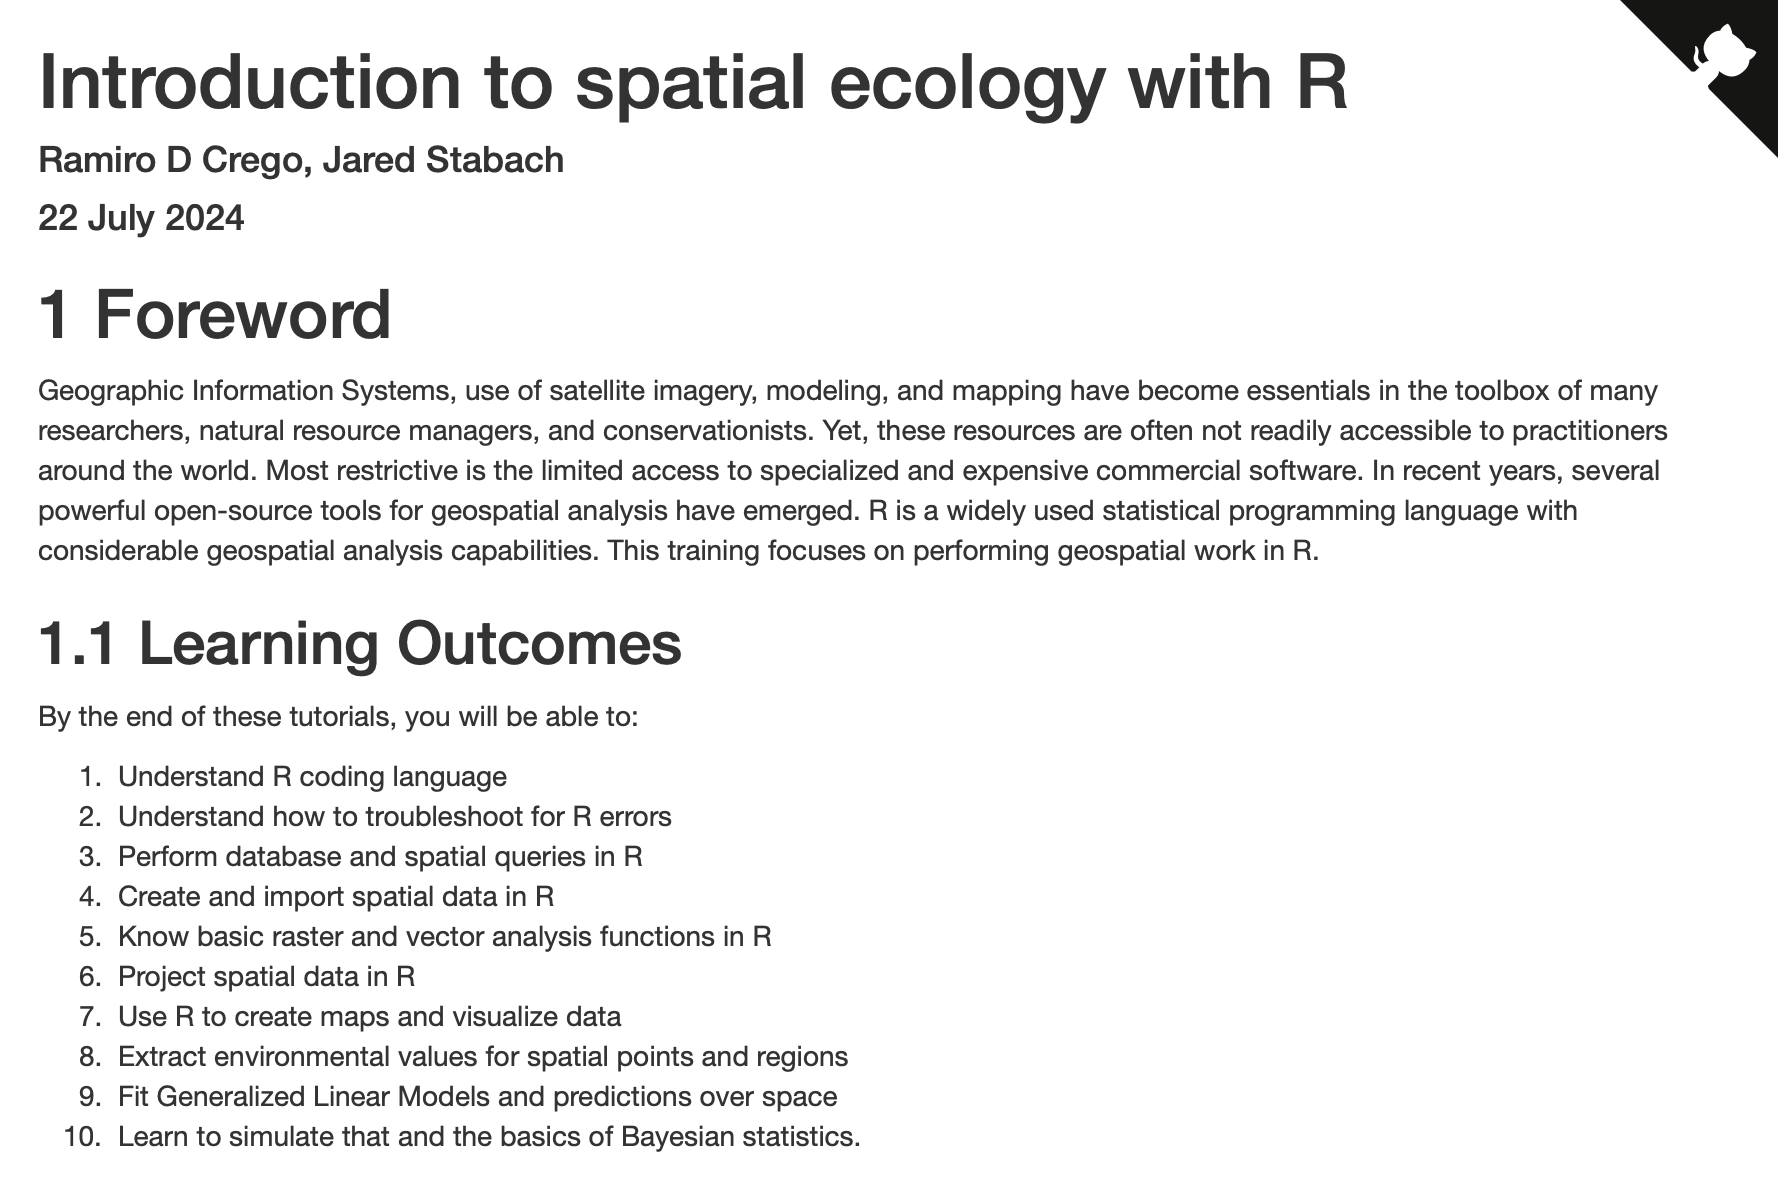 Introduction to spatial ecology with R
Ramiro D Crego, Jared Stabach
22 July 2024
1 Foreword
Geographic Information Systems, use of satellite imagery, modeling, and mapping have become essentials in the toolbox of many
researchers, natural resource managers, and conservationists. Yet, these resources are often not readily accessible to practitioners
around the world. Most restrictive is the limited access to specialized and expensive commercial software. In recent years, several
powerful open-source tools for geospatial analysis have emerged. R is a widely used statistical programming language with
considerable geospatial analysis capabilities. This training focuses on performing geospatial work in R.
1.1 Learning Outcomes
By the end of these tutorials, you will be able to:
1. Understand R coding language
2. Understand how to troubleshoot for R errors
3. Perform database and spatial queries in R
4. Create and import spatial data in R
5. Know basic raster and vector analysis functions in R
6. Project spatial data in R
7. Use R to create maps and visualize data
8. Extract environmental values for spatial points and regions
9. Fit Generalized Linear Models and predictions over space
10. Learn to simulate that and the basics of Bayesian statistics.